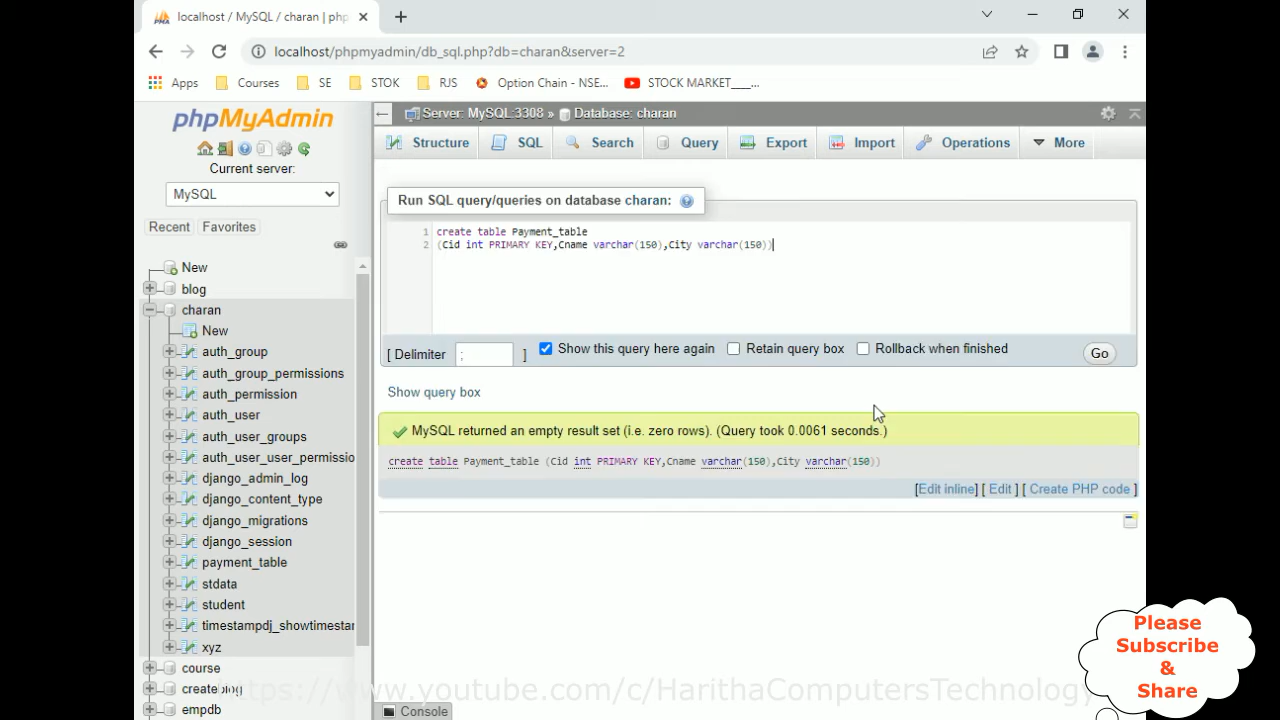 localhost / MySQL / charan | php
localhost/phpmyadmin/db_sql.php?db=charan&server=2
Apps Courses SE STOK RJS Option Chain - NSE... STOCK MARKET____...
phpMyAdmin
Current server:
MySQL
Recent Favorites
New
blog
charan
New
auth_group
auth_group_permissions
auth_permission
auth_user
auth_user_groups
auth_user_user_permissio
django_admin_log
django_content_type
django_migrations
django_session
payment_table
stdata
student
timestampdj_showtimestar
xyz
course
empdb
Server: MySQL:3308 » Database: charan
Structure SQL Search Query Export Import Operations More
Run SQL query/queries on database charan:
1 create table Payment_table
2 (Cid int PRIMARY KEY,Cname varchar(150),City varchar(150))
[ Delimiter ; ] Show this query here again Retain query box Rollback when finished Go
Show query box
MySQL returned an empty result set (i.e. zero rows). (Query took 0.0061 seconds.)
create table Payment_table (Cid int PRIMARY KEY,Cname varchar(150),City varchar(150))
[Edit inline] [ Edit ] [ Create PHP code ]
Console
https://www.youtube.com/c/HarithaComputersTechnology
Please
Subscribe
&
Share